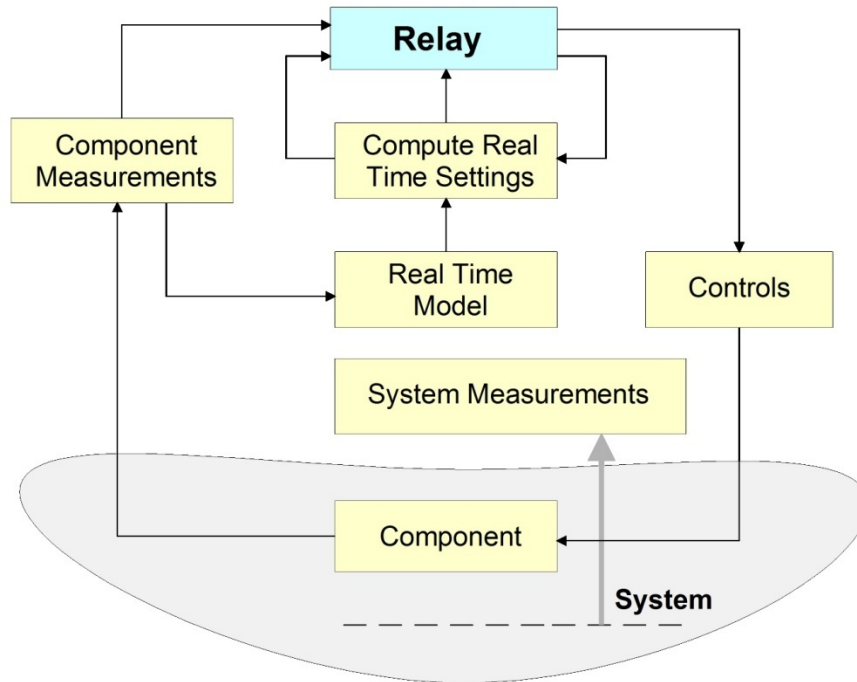 Relay
Component
Measurements
Compute Real
Time Settings
Real Time
Model
Controls
System Measurements
Component
System